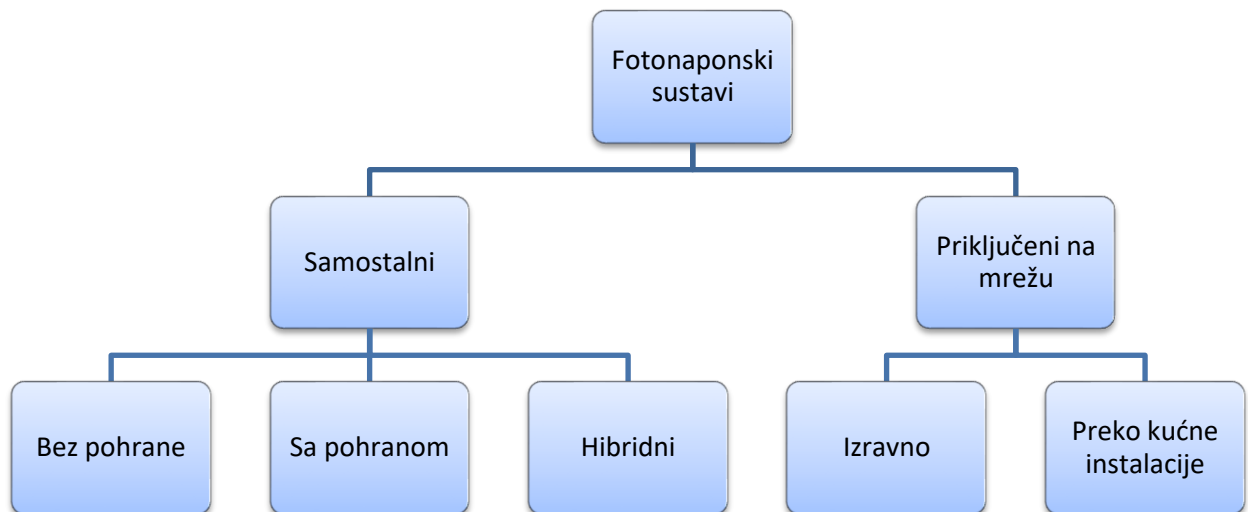 Fotonaponski
sustavi
Samostalni
Priključeni na
mrežu
Bez pohrane
Sa pohranom
Hibridni
Izravno
Preko kućne
instalacije